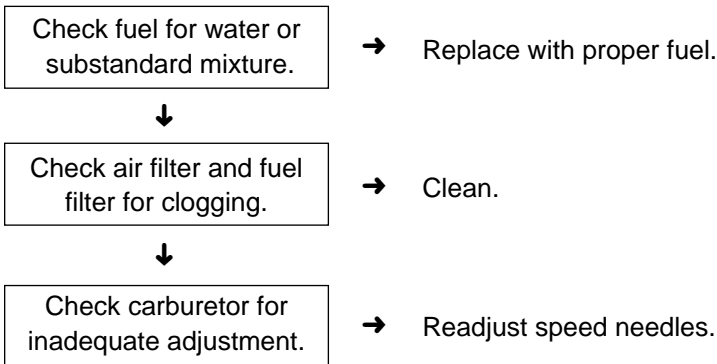 Check fuel for water or
substandard mixture.
Replace with proper fuel.
Check air filter and fuel
filter for clogging.
Clean.
Check carburetor for
inadequate adjustment.
Readjust speed needles.